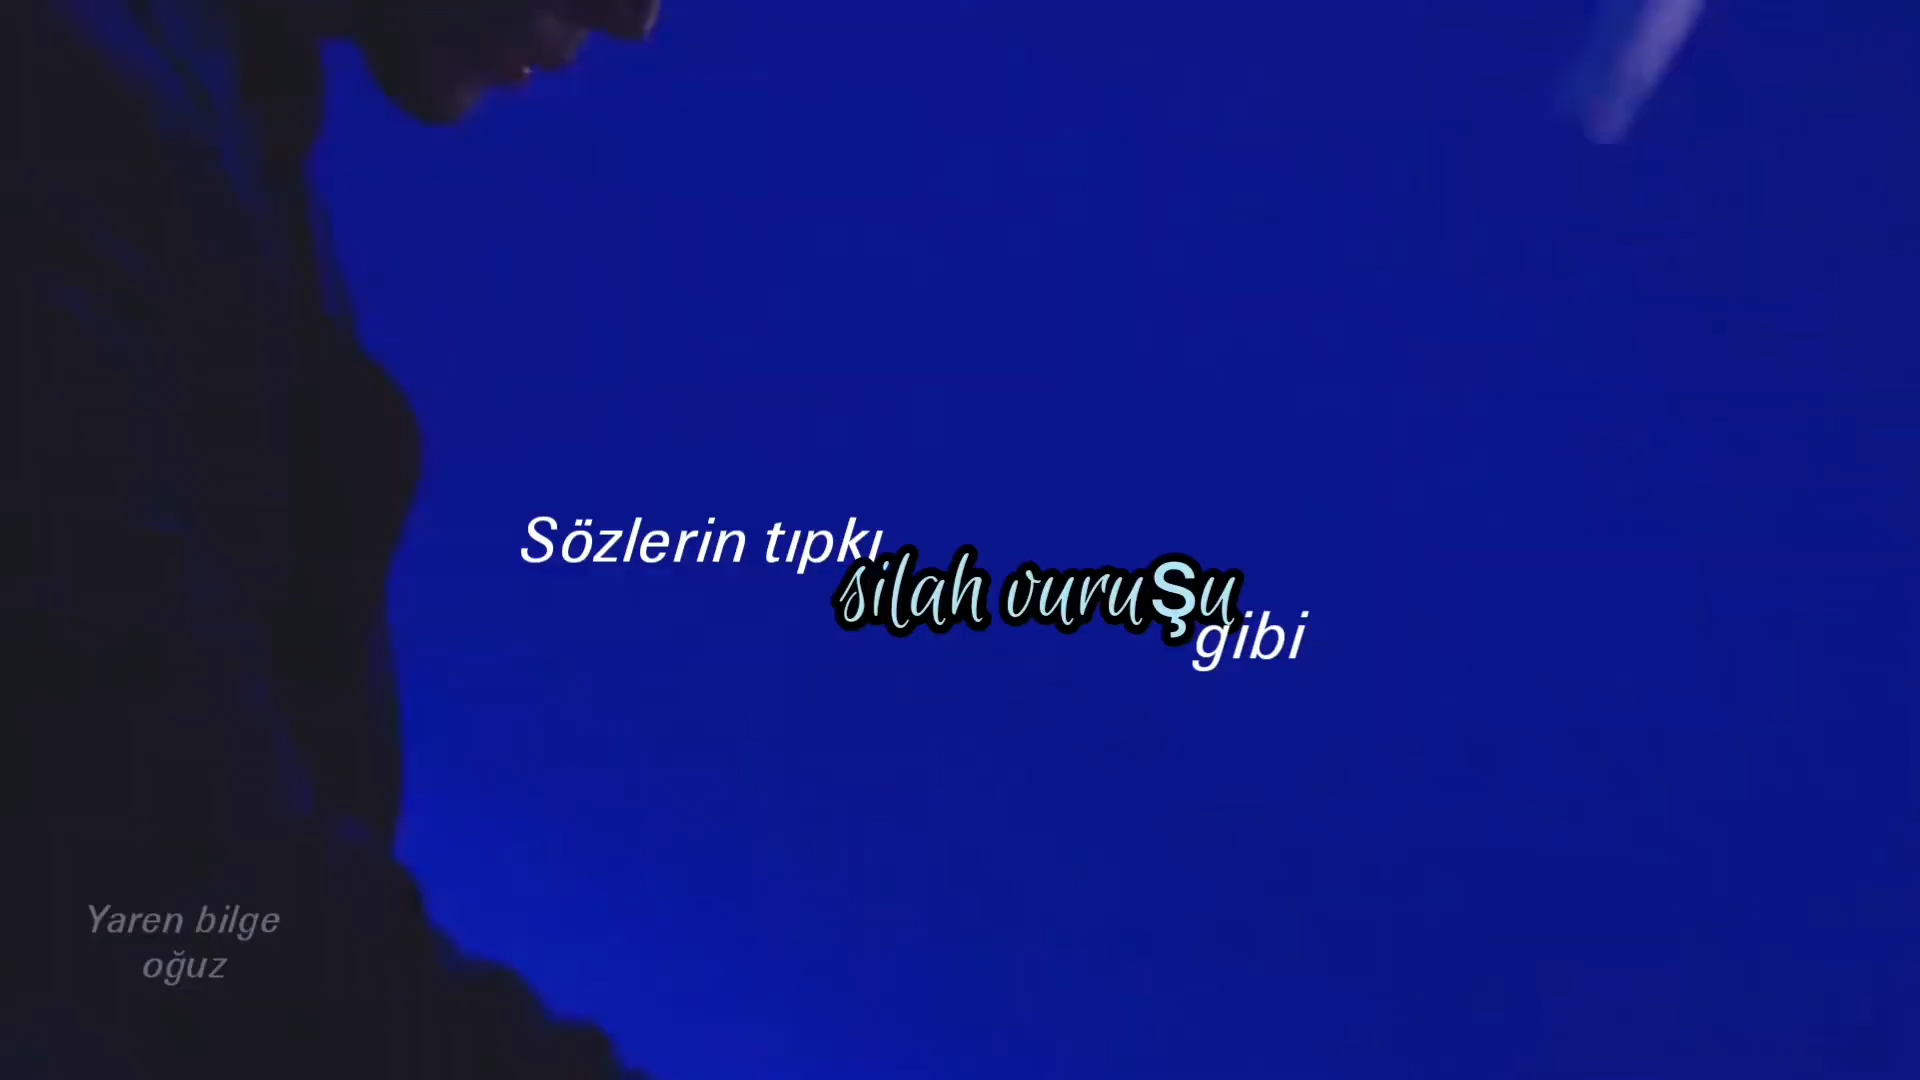 Sözlerin tıpkı
silah vuruşu
gibi
Yaren bilge
oğuz